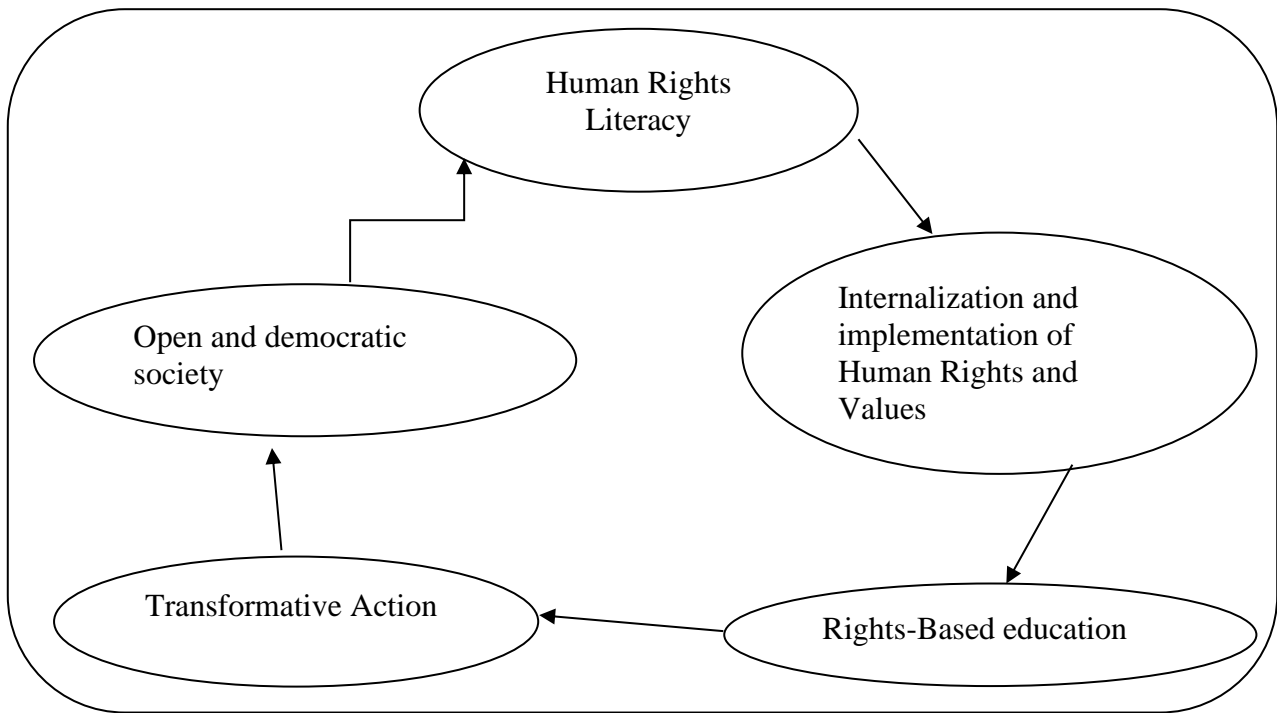 Human Rights
Literacy
Internalization and
implementation of
Human Rights and
Values
Rights-Based education
Transformative Action
Open and democratic
society